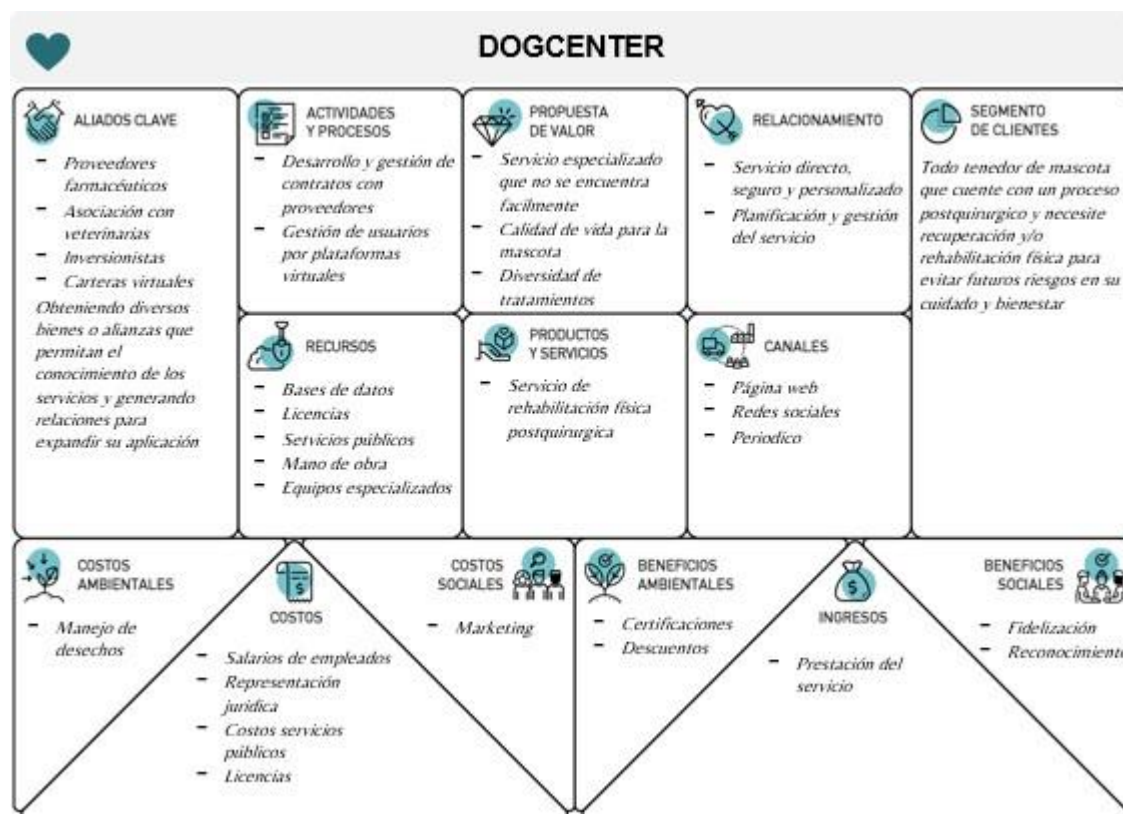 DOGCENTER
ALIADOS CLAVE
- Proveedores
farmacéuticos
- Asociación con
veterinarias
- Inversionistas
- Carteras virtuales
Obteniendo diversos
bienes o alianzas que
permitan el
conocimiento de los
servicios y generando
relaciones para
expandir su aplicación
ACTIVIDADES
Y PROCESOS
- Desarrollo y gestión de
contratos con
proveedores
- Gestión de usuarios
por plataformas
virtuales
RECURSOS
- Bases de datos
- Licencias
- Servicios públicos
- Mano de obra
- Equipos especializados
PROPUESTA
DE VALOR
- Servicio especializado
que no se encuentra
facilmente
- Calidad de vida para la
mascota
- Diversidad de
tratamientos
PRODUCTOS
Y SERVICIOS
- Servicio de
rehabilitación física
postquirurgica
RELACIONAMIENTO
- Servicio directo,
seguro y personalizado
- Planificación y gestión
del servicio
CANALES
- Página web
- Redes sociales
- Periodico
SEGMENTO
DE CLIENTES
Todo tenedor de mascota
que cuente con un proceso
postquirurgico y necesite
recuperación y/o
rehabilitación física para
evitar futuros riesgos en su
cuidado y bienestar
COSTOS
AMBIENTALES
- Manejo de
desechos
COSTOS
- Salarios de empleados
- Representación
juridica
- Costos servicios
públicos
- Licencias
COSTOS
SOCIALES
- Marketing
BENEFICIOS
AMBIENTALES
- Certificaciones
- Descuentos
INGRESOS
- Prestación del
servicio
BENEFICIOS
SOCIALES
- Fidelización
- Reconocimiento